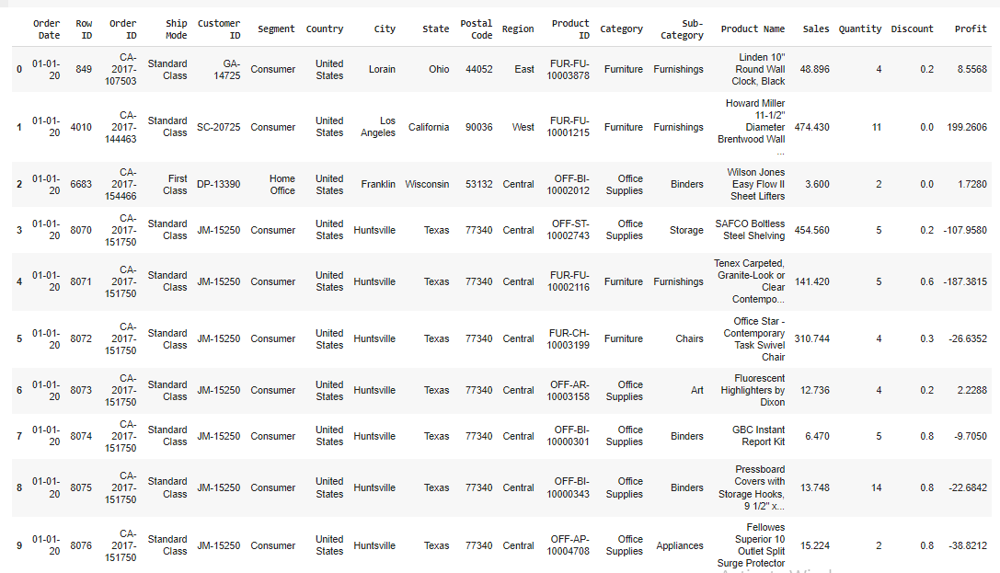 Order Date Row ID Order ID Ship Mode Customer ID Segment Country City State Postal Code Region Product ID Category Sub-Category Product Name Sales Quantity Discount Profit
0 01-01-20 849 CA-2017-107503 Standard Class GA-14725 Consumer United States Lorain Ohio 44052 East FUR-FU-10003878 Furniture Furnishings Linden 10" Round Wall Clock, Black 48.896 4 0.2 8.5568
1 01-01-20 4010 CA-2017-144463 Standard Class SC-20725 Consumer United States Los Angeles California 90036 West FUR-FU-10001215 Furniture Furnishings Howard Miller 11-1/2" Diameter Brentwood Wall ... 474.430 11 0.0 199.2606
2 01-01-20 6683 CA-2017-154466 First Class DP-13390 Home Office United States Franklin Wisconsin 53132 Central OFF-BI-10002012 Office Supplies Binders Wilson Jones Easy Flow II Sheet Lifters 3.600 2 0.0 1.7280
3 01-01-20 8070 CA-2017-151750 Standard Class JM-15250 Consumer United States Huntsville Texas 77340 Central OFF-ST-10002743 Office Supplies Storage SAFCO Boltless Steel Shelving 454.560 5 0.2 -107.9580
4 01-01-20 8071 CA-2017-151750 Standard Class JM-15250 Consumer United States Huntsville Texas 77340 Central FUR-FU-10002116 Furniture Furnishings Tenex Carpeted, Granite-Look or Clear Contempo... 141.420 5 0.6 -187.3815
5 01-01-20 8072 CA-2017-151750 Standard Class JM-15250 Consumer United States Huntsville Texas 77340 Central FUR-CH-10003199 Furniture Chairs Office Star - Contemporary Task Swivel Chair 310.744 4 0.3 -26.6352
6 01-01-20 8073 CA-2017-151750 Standard Class JM-15250 Consumer United States Huntsville Texas 77340 Central OFF-AR-10003158 Office Supplies Art Fluorescent Highlighters by Dixon 12.736 4 0.2 2.2288
7 01-01-20 8074 CA-2017-151750 Standard Class JM-15250 Consumer United States Huntsville Texas 77340 Central OFF-BI-10000301 Office Supplies Binders GBC Instant Report Kit 6.470 5 0.8 -9.7050
8 01-01-20 8075 CA-2017-151750 Standard Class JM-15250 Consumer United States Huntsville Texas 77340 Central OFF-BI-10000343 Office Supplies Binders Pressboard Covers with Storage Hooks, 9 1/2" x... 13.748 14 0.8 -22.6842
9 01-01-20 8076 CA-2017-151750 Standard Class JM-15250 Consumer United States Huntsville Texas 77340 Central OFF-AP-10004708 Office Supplies Appliances Fellowes Superior 10 Outlet Split Surge Protector 15.224 2 0.8 -38.8212